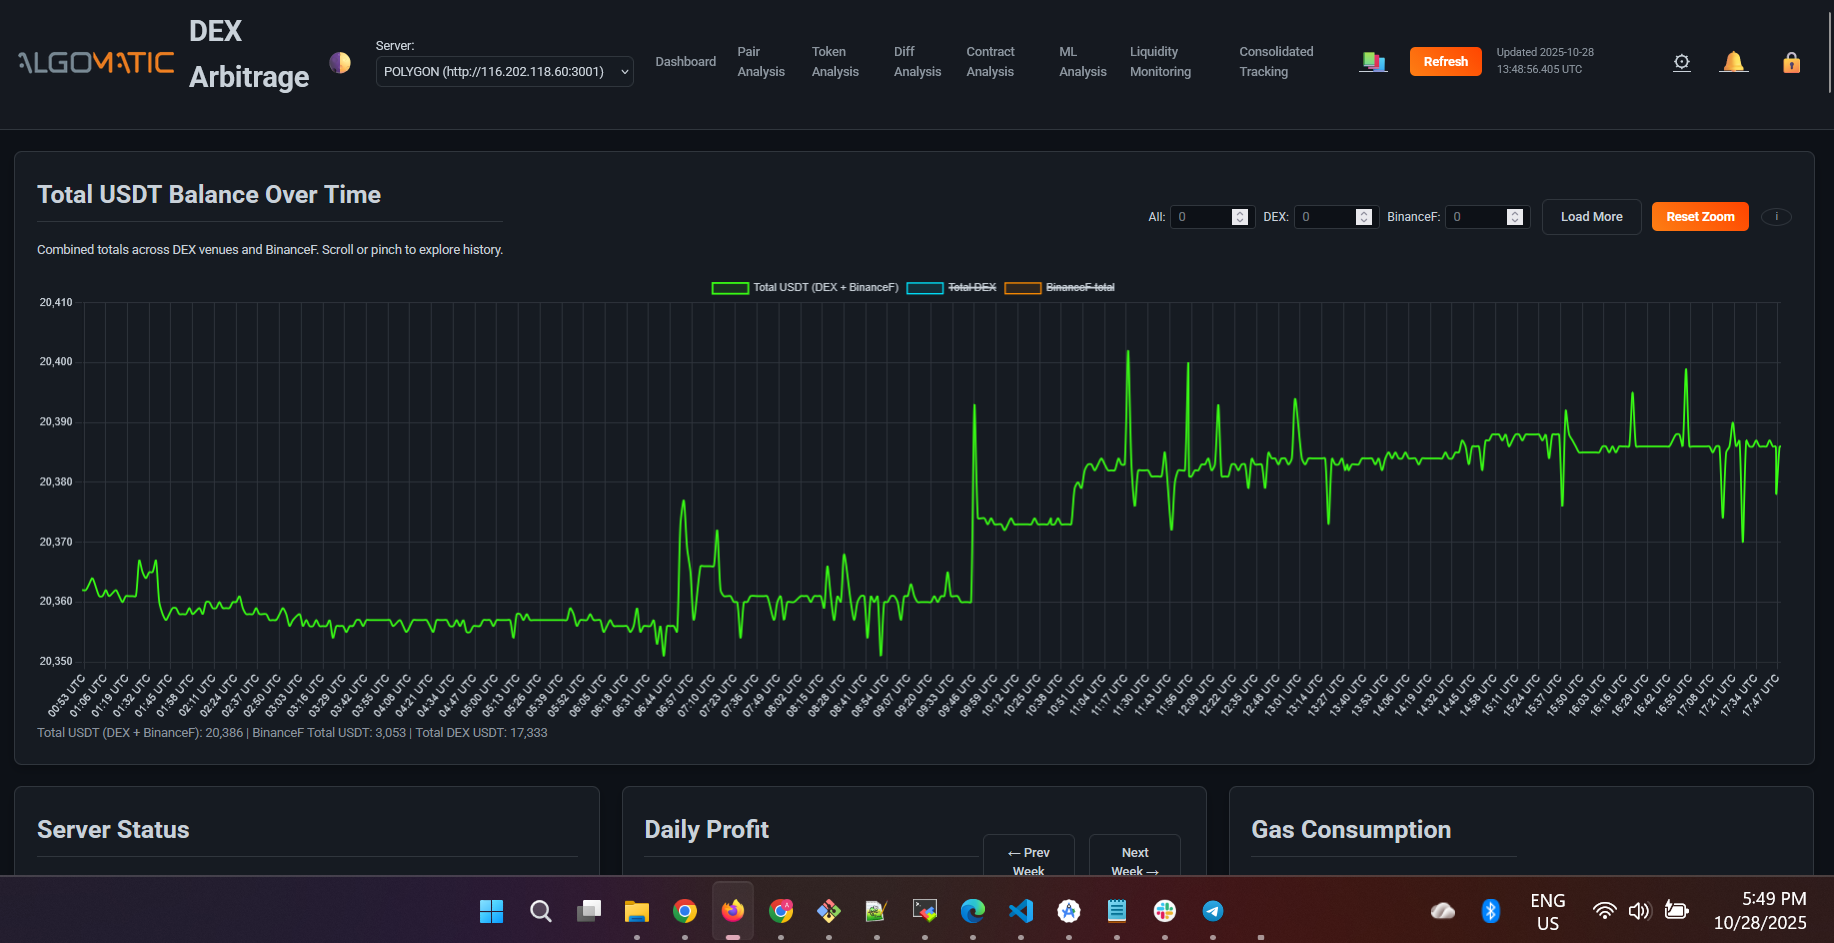 ALGOMATIC
DEX
Arbitrage
Server:
POLYGON (http://116.202.118.60:3001)
Dashboard
Pair
Analysis
Token
Analysis
Diff
Analysis
Contract
Analysis
ML
Analysis
Liquidity
Monitoring
Consolidated
Tracking
Refresh
Updated 2025-10-28
13:48:56.405 UTC
Total USDT Balance Over Time
All: 0 DEX: 0 BinanceF: 0 Load More Reset Zoom i
Combined totals across DEX venues and BinanceF. Scroll or pinch to explore history.
Total USDT (DEX + BinanceF) Total DEX BinanceF total
20,410
20,400
20,390
20,380
20,370
20,360
20,350
00:53 UTC
01:06 UTC
01:19 UTC
01:32 UTC
01:45 UTC
01:58 UTC
02:11 UTC
02:24 UTC
02:37 UTC
02:50 UTC
03:03 UTC
03:16 UTC
03:29 UTC
03:42 UTC
03:55 UTC
04:08 UTC
04:21 UTC
04:34 UTC
04:47 UTC
05:00 UTC
05:13 UTC
05:26 UTC
05:39 UTC
05:52 UTC
06:05 UTC
06:18 UTC
06:31 UTC
06:44 UTC
06:57 UTC
07:10 UTC
07:23 UTC
07:36 UTC
07:49 UTC
08:02 UTC
08:15 UTC
08:28 UTC
08:41 UTC
08:54 UTC
09:07 UTC
09:20 UTC
09:33 UTC
09:46 UTC
09:59 UTC
10:12 UTC
10:25 UTC
10:38 UTC
10:51 UTC
11:04 UTC
11:17 UTC
11:30 UTC
11:43 UTC
11:56 UTC
12:09 UTC
12:22 UTC
12:35 UTC
12:48 UTC
13:01 UTC
13:14 UTC
13:27 UTC
13:40 UTC
13:53 UTC
14:06 UTC
14:19 UTC
14:32 UTC
14:45 UTC
14:58 UTC
15:11 UTC
15:24 UTC
15:37 UTC
15:50 UTC
16:03 UTC
16:16 UTC
16:29 UTC
16:42 UTC
16:55 UTC
17:08 UTC
17:21 UTC
17:34 UTC
17:47 UTC
Total USDT (DEX + BinanceF): 20,386 | BinanceF Total USDT: 3,053 | Total DEX USDT: 17,333
Server Status
Daily Profit
← Prev
Week
Next
Week →
Gas Consumption
ENG
US
5:49 PM
10/28/2025